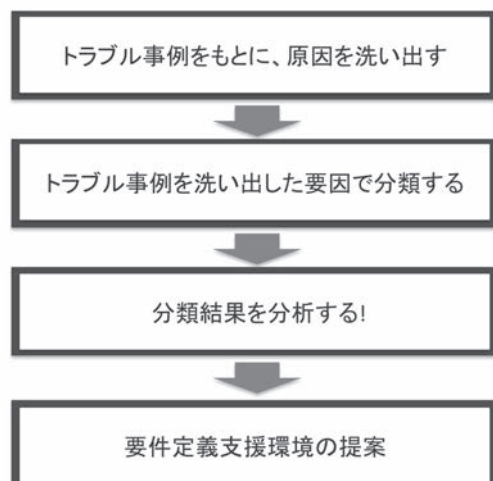 トラブル事例をもとに、原因を洗い出す
トラブル事例を洗い出した要因で分類する
分類結果を分析する!
要件定義支援環境の提案